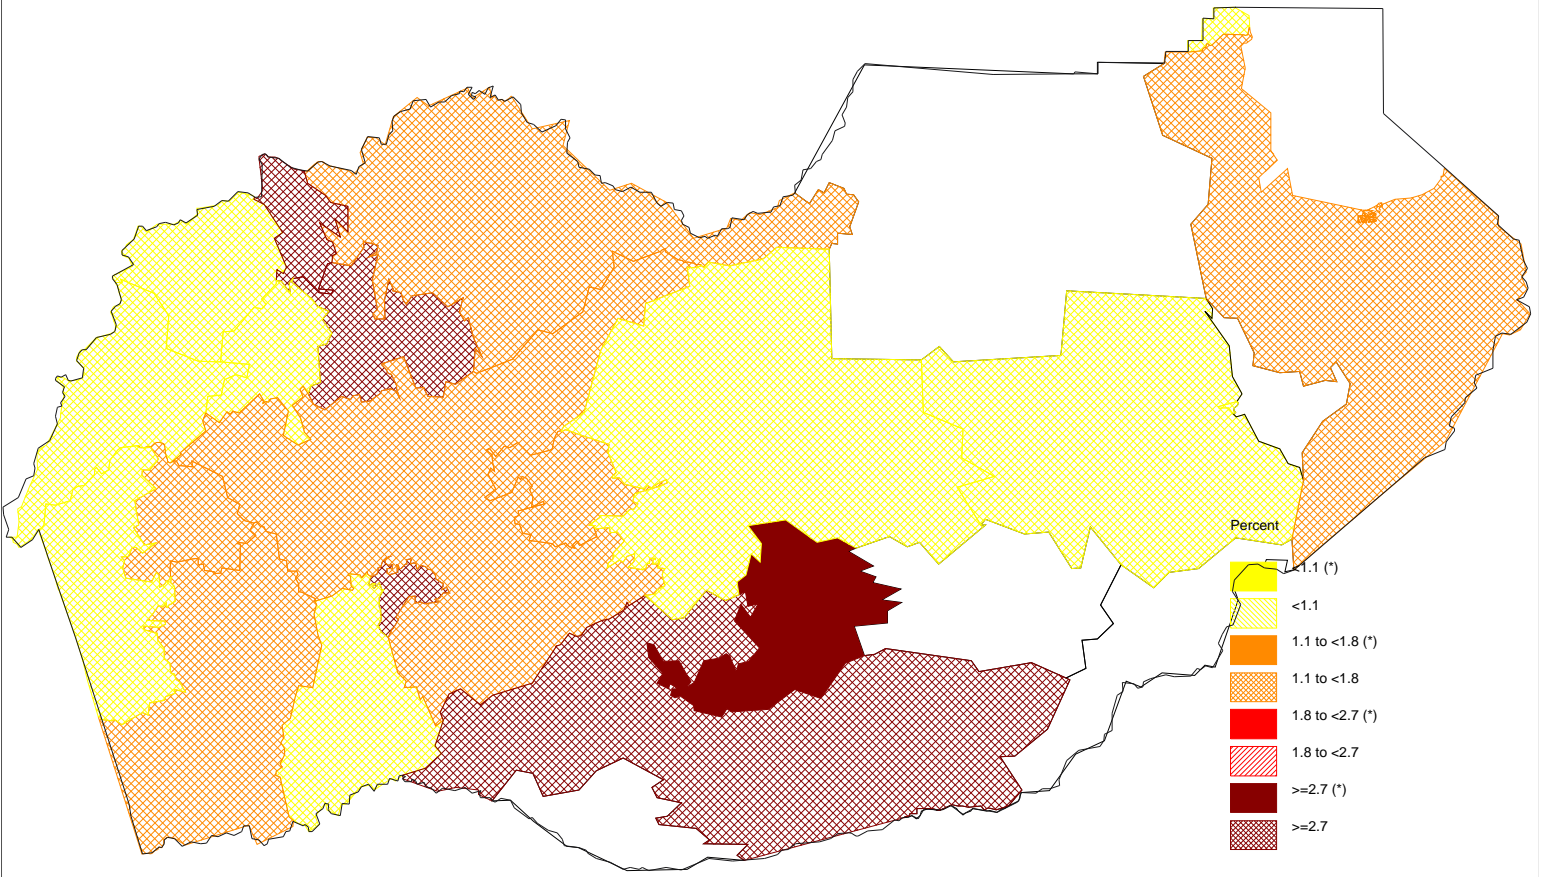 Percent
<1.1 (*)
<1.1
1.1 to <1.8 (*)
1.1 to <1.8
1.8 to <2.7 (*)
1.8 to <2.7
>=2.7 (*)
>=2.7